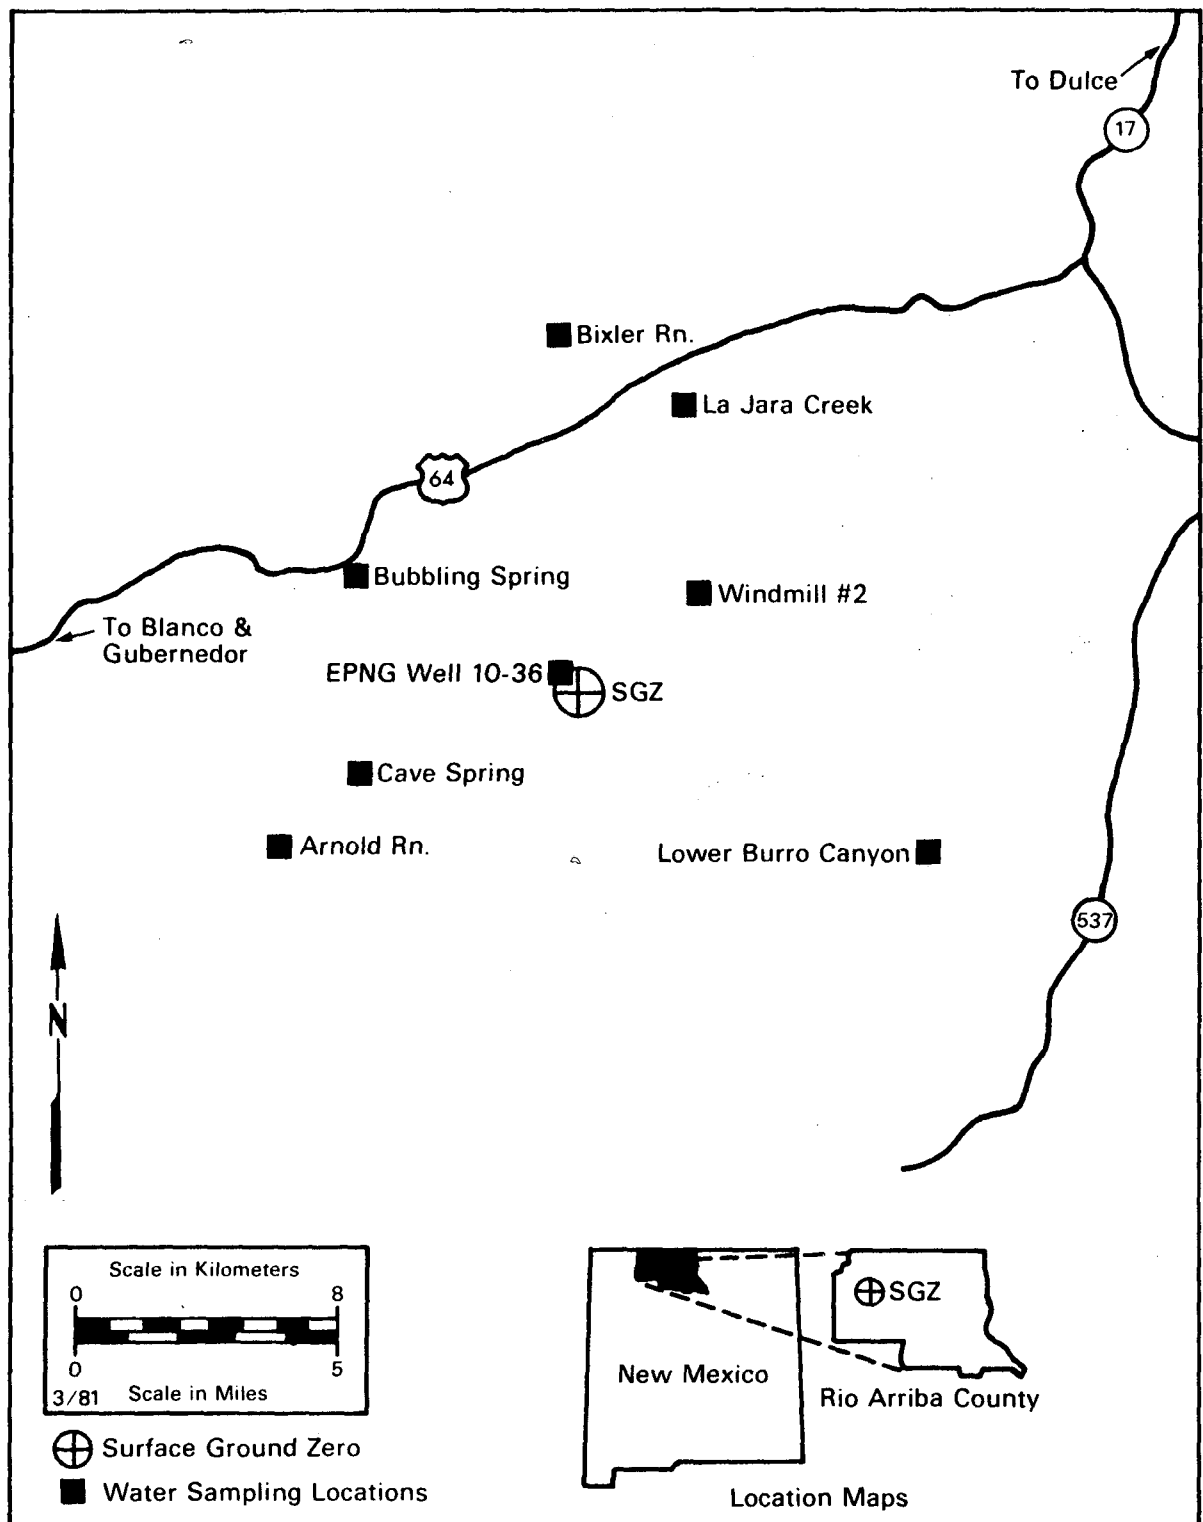 To Dulce
17
Bixler Rn.
La Jara Creek
64
Bubbling Spring
Windmill #2
To Blanco &
Gubernedor
EPNG Well 10-36
SGZ
Cave Spring
Arnold Rn.
Lower Burro Canyon
537
N
Scale in Kilometers
0 8
0 5
3/81 Scale in Miles
Surface Ground Zero
Water Sampling Locations
SGZ
New Mexico
Rio Arriba County
Location Maps